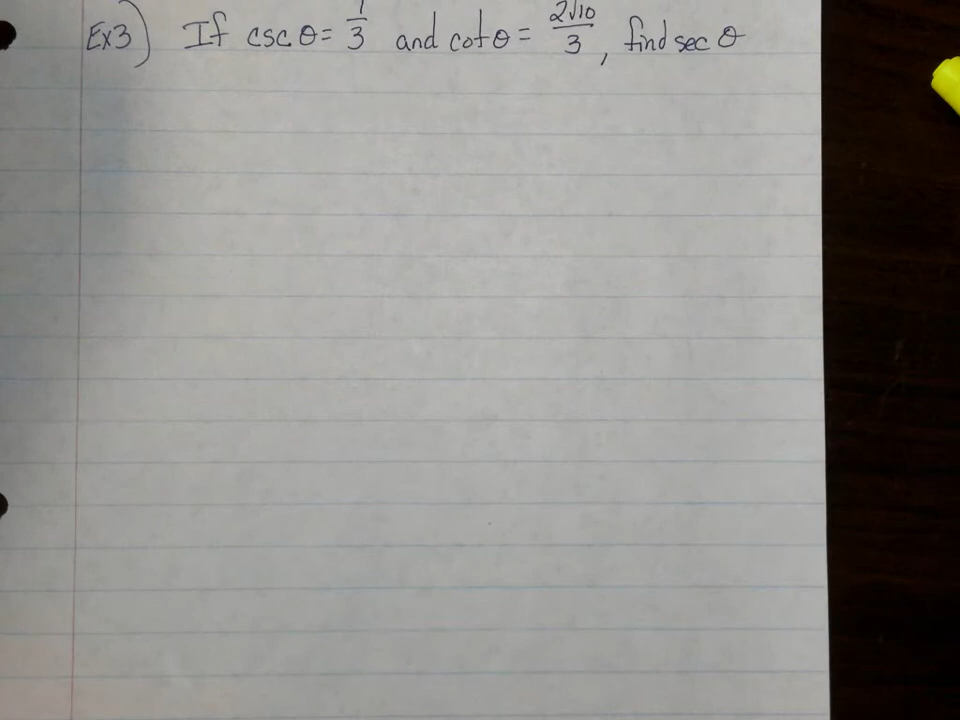 Ex3) If csc θ = 7/3 and cot θ = 2√10/3, find sec θ